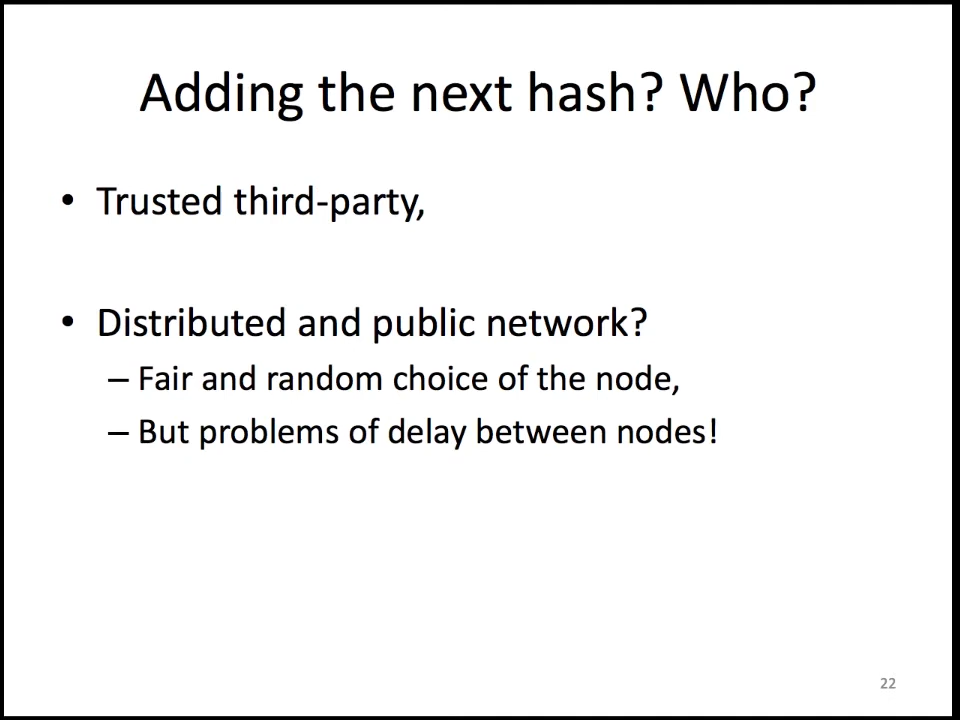 Adding the next hash? Who?
• Trusted third-party,
• Distributed and public network?
– Fair and random choice of the node,
– But problems of delay between nodes!
22